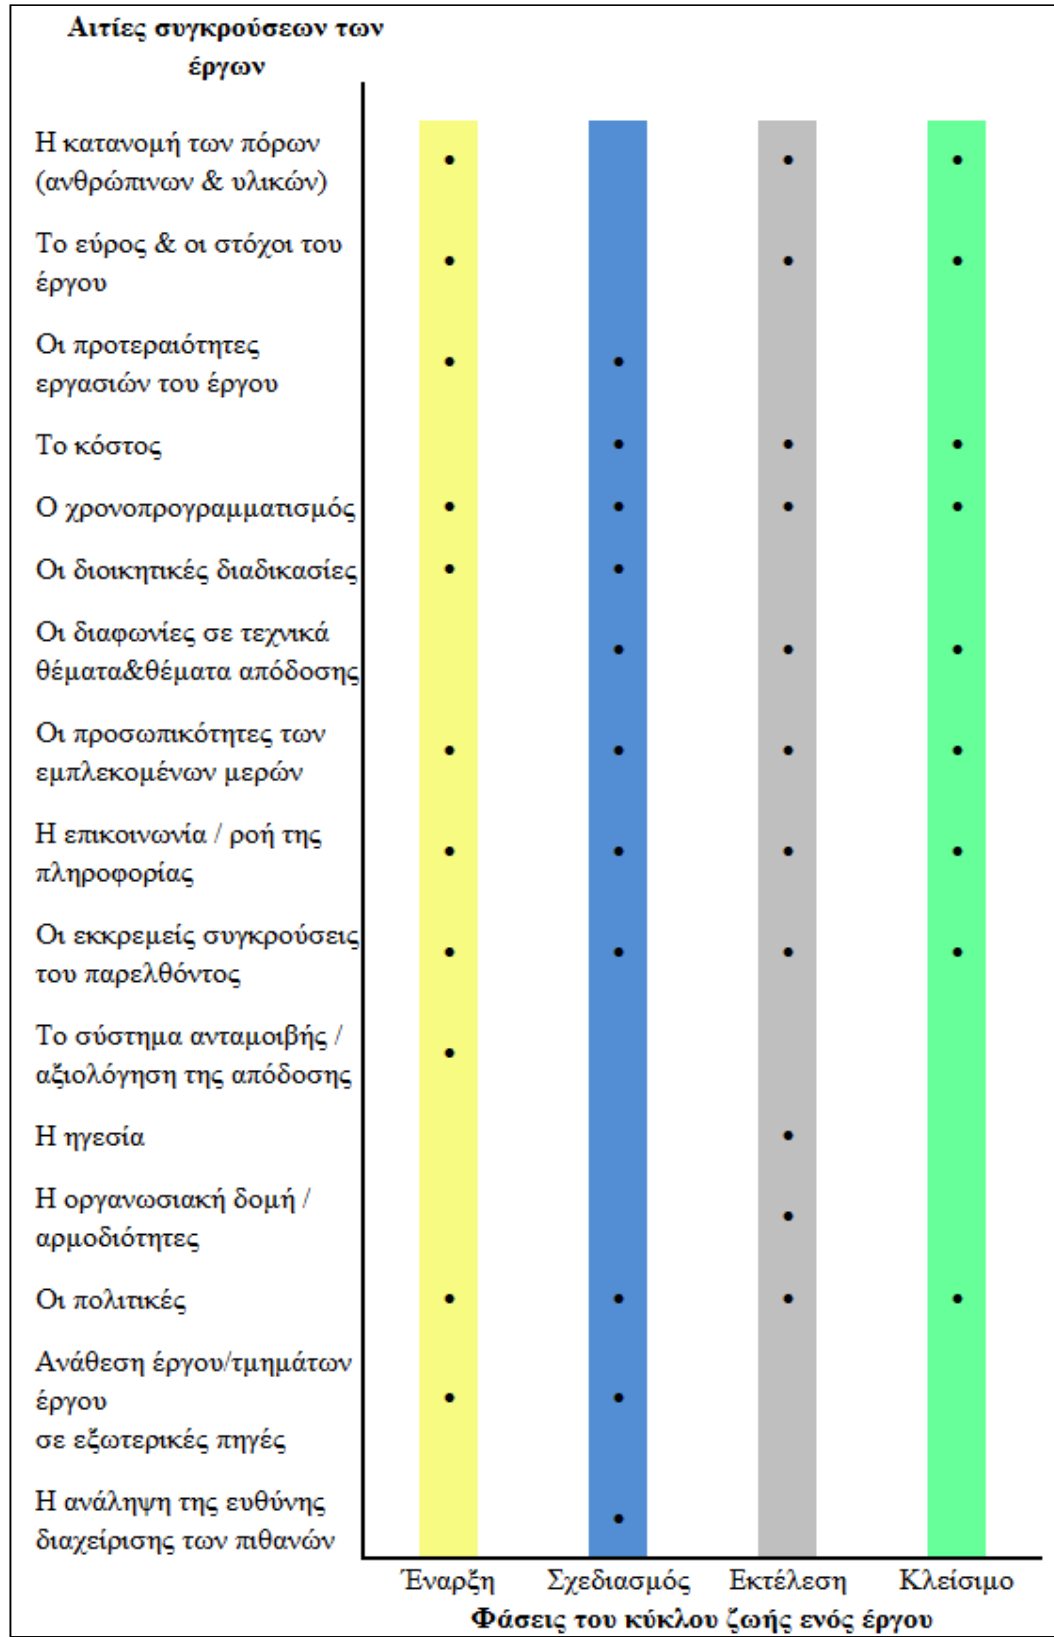 Αιτίες συγκρούσεων των
έργων
Η κατανομή των πόρων
(ανθρώπινων & υλικών)
Το εύρος & οι στόχοι του
έργου
Οι προτεραιότητες
εργασιών του έργου
Το κόστος
Ο χρονοπρογραμματισμός
Οι διοικητικές διαδικασίες
Οι διαφωνίες σε τεχνικά
θέματα&θέματα απόδοσης
Οι προσωπικότητες των
εμπλεκομένων μερών
Η επικοινωνία / ροή της
πληροφορίας
Οι εκκρεμείς συγκρούσεις
του παρελθόντος
Το σύστημα ανταμοιβής /
αξιολόγηση της απόδοσης
Η ηγεσία
Η οργανωσιακή δομή /
αρμοδιότητες
Οι πολιτικές
Ανάθεση έργου/τμημάτων
έργου
σε εξωτερικές πηγές
Η ανάληψη της ευθύνης
διαχείρισης των πιθανών
Έναρξη Σχεδιασμός Εκτέλεση Κλείσιμο
Φάσεις του κύκλου ζωής ενός έργου